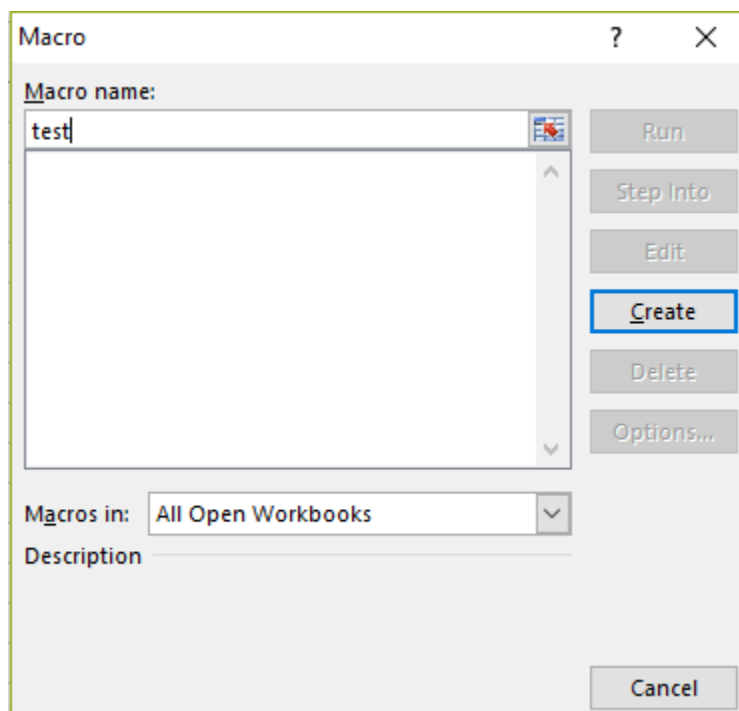 Macro
?
Macro name:
test
Run
Step Into
Edit
Create
Delete
Options...
Macros in:
All Open Workbooks
Description
Cancel